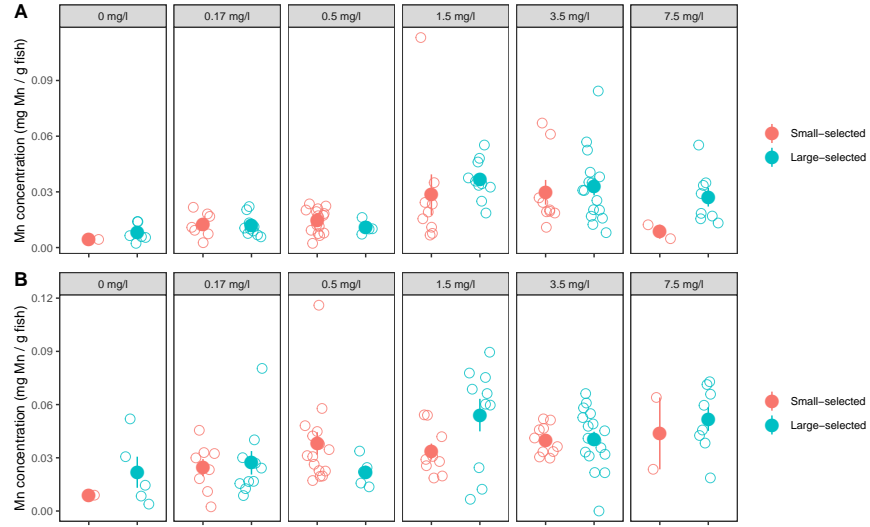 A
0 mg/l 0.17 mg/l 0.5 mg/l 1.5 mg/l 3.5 mg/l 7.5 mg/l
Mn concentration (mg Mn / g fish)
0.09
0.06
0.03
0.00
Small−selected
Large−selected
B
0 mg/l 0.17 mg/l 0.5 mg/l 1.5 mg/l 3.5 mg/l 7.5 mg/l
Mn concentration (mg Mn / g fish)
0.12
0.09
0.06
0.03
0.00
Small−selected
Large−selected